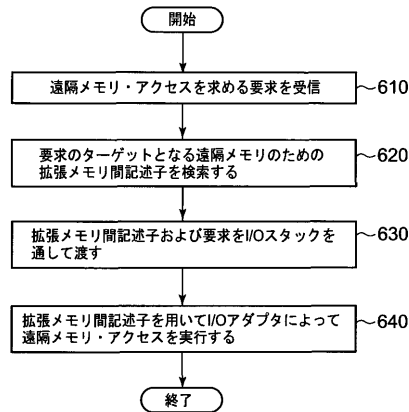 開始
遠隔メモリ・アクセスを求める要求を受信
610
要求のターゲットとなる遠隔メモリのための
拡張メモリ間記述子を検索する
620
拡張メモリ間記述子および要求をI/Oスタックを
通して渡す
630
拡張メモリ間記述子を用いてI/Oアダプタによって
遠隔メモリ・アクセスを実行する
640
終了